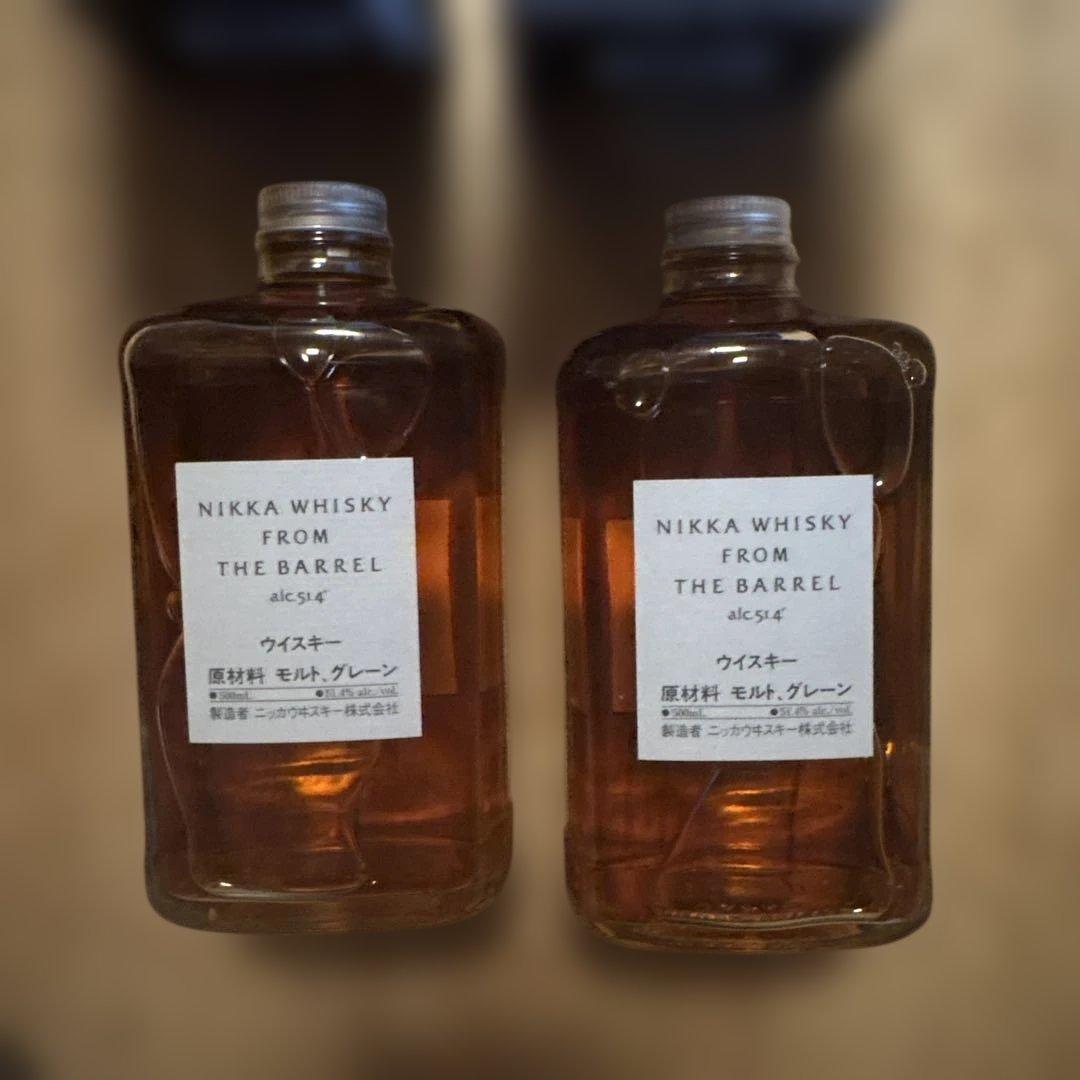 NIKKA WHISKY
FROM
THE BARREL
alc.51.4°
ウイスキー
原材料 モルト、グレーン
●500mL ●51.4% alc./vol.
製造者 ニッカウヰスキー株式会社
NIKKA WHISKY
FROM
THE BARREL
alc.51.4°
ウイスキー
原材料 モルト、グレーン
●500mL ●51.4% alc./vol.
製造者 ニッカウヰスキー株式会社